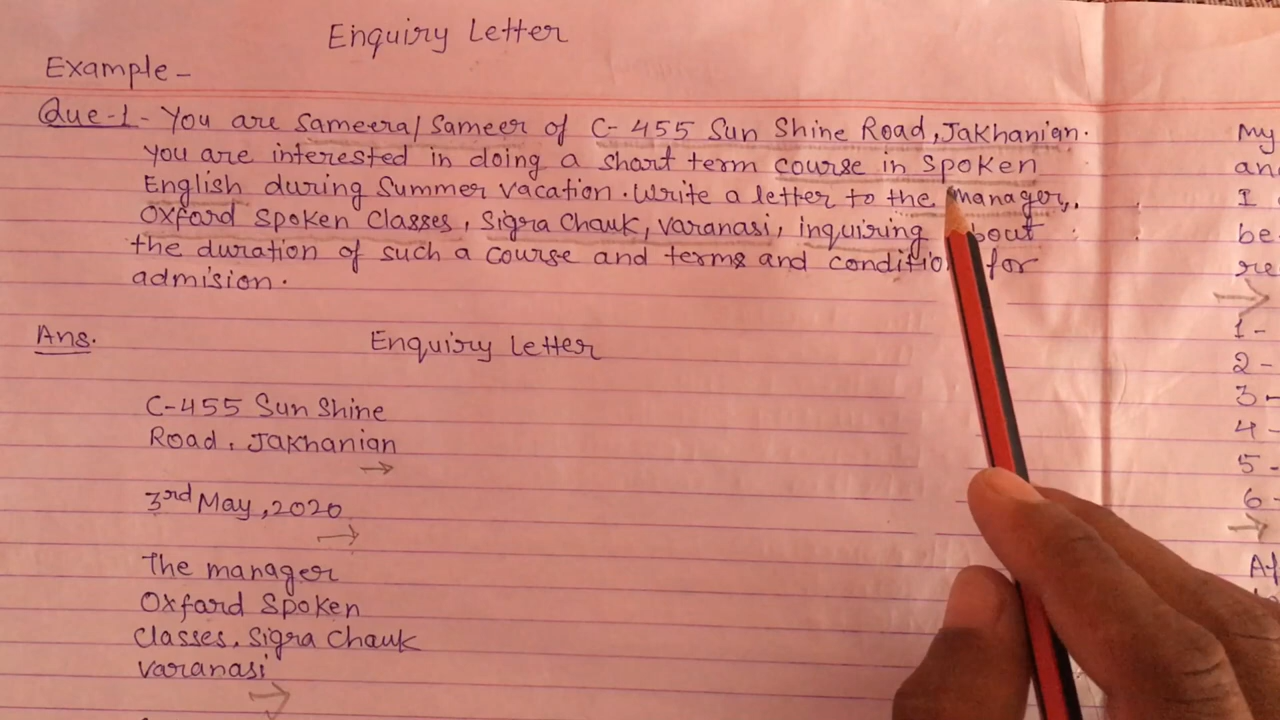 Enquiry Letter
Example -
Que-1- You are Sameera/Sameer of C-455 Sun Shine Road, Jakhanian.
You are interested in doing a short term course in Spoken
English during Summer vacation. Write a letter to the manager,
Oxford Spoken Classes, Sigra Chauk, Varanasi, inquiring about
the duration of such a course and terms and condition for
admision.
Ans. Enquiry Letter
C-455 Sun Shine
Road, Jakhanian
3rd May, 2020
The manager
Oxford Spoken
Classes, Sigra Chauk
Varanasi
My
an
I
be
re
1-
2-
3-
4-
5-
6-